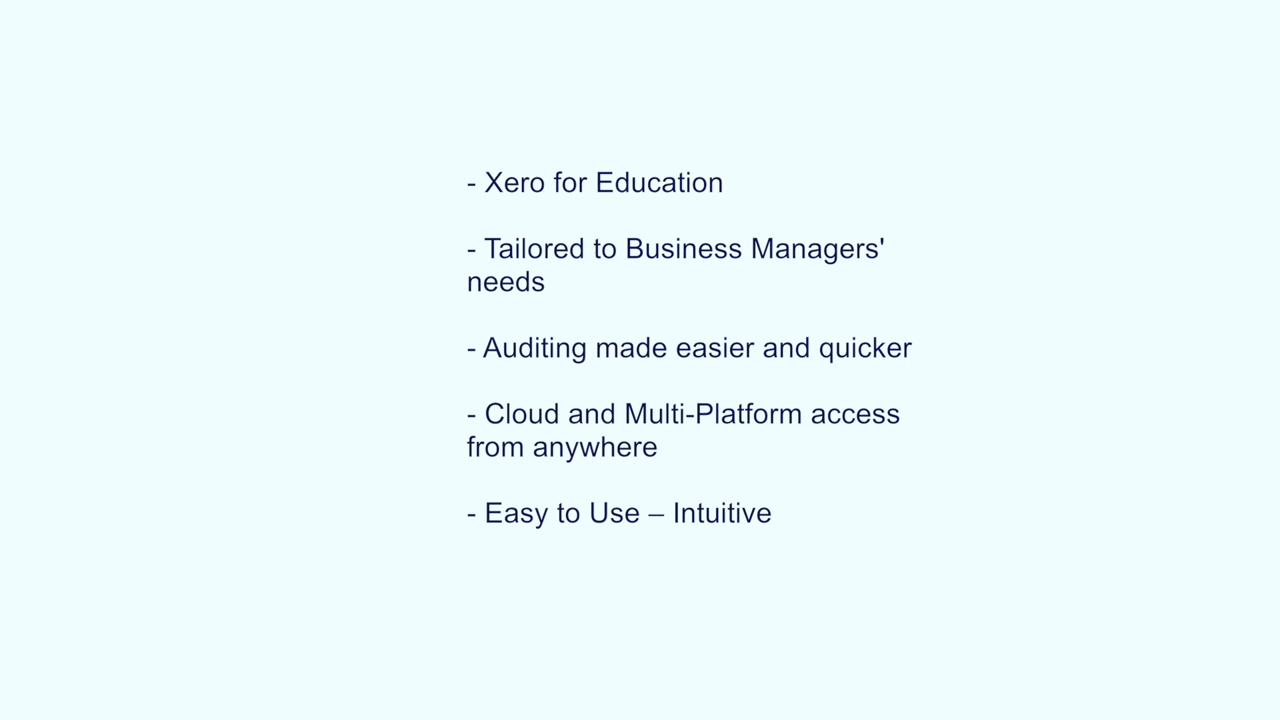 - Xero for Education
- Tailored to Business Managers'
needs
- Auditing made easier and quicker
- Cloud and Multi-Platform access
from anywhere
- Easy to Use – Intuitive